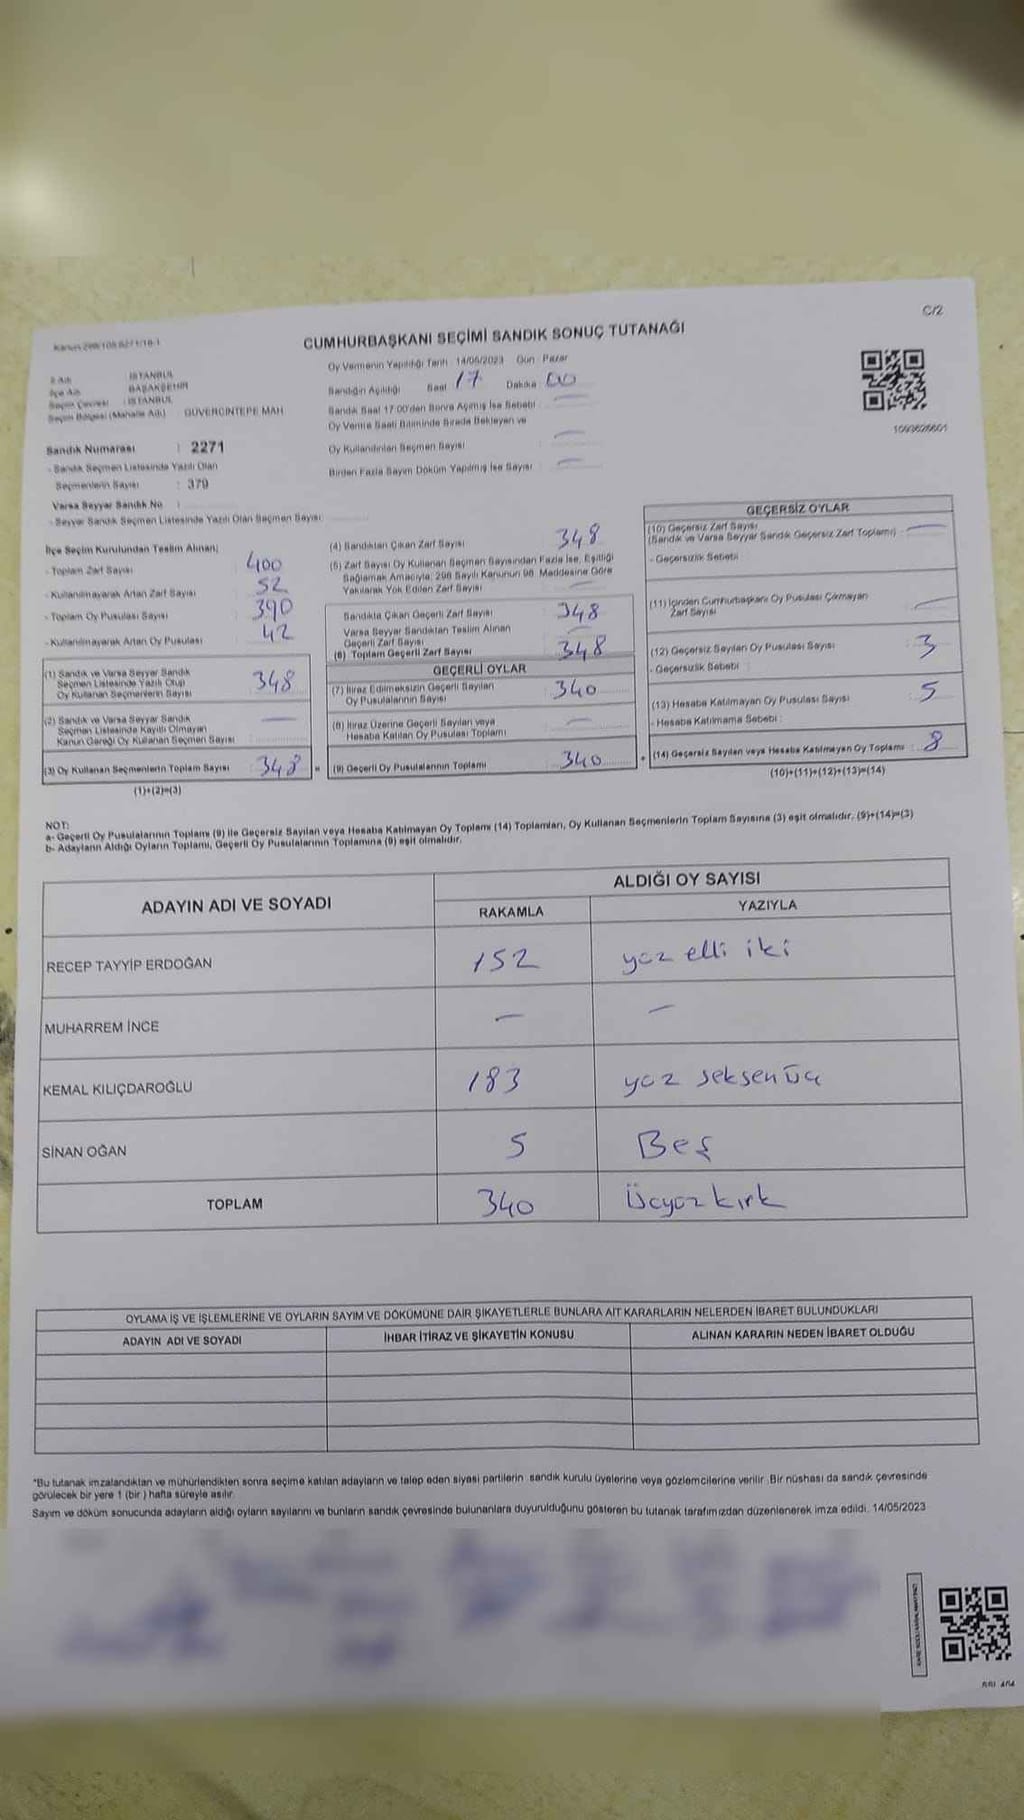 C/2
CUMHURBAŞKANI SEÇİMİ SANDIK SONUÇ TUTANAĞI
İl Adı : İSTANBUL
İlçe Adı : BAŞAKŞEHİR
Seçim Çevresi : İSTANBUL
Seçim Bölgesi (Mahalle Adı) : GÜVERCİNTEPE MAH
Sandık Numarası : 2271
- Sandık Seçmen Listesinde Yazılı Olan
Seçmenlerin Sayısı : 379
Varsa Seyyar Sandık No :
- Seyyar Sandık Seçmen Listesinde Yazılı Olan Seçmen Sayısı:
Oy Vermenin Yapıldığı Tarih : 14/05/2023 Gün : Pazar
Sandığın Açıldığı Saat : 17 Dakika : 00
Sandık Saat 17:00'den Sonra Açılmış İse Sebebi :
Oy Verme Saati Bitiminde Sırada Bekleyen ve
Oy Kullandırılan Seçmen Sayısı :
Birden Fazla Sayım Döküm Yapılmış İse Sayısı :
1093626601
İlçe Seçim Kurulundan Teslim Alınan;
- Toplam Zarf Sayısı : 400
- Kullanılmayarak Artan Zarf Sayısı : 52
- Toplam Oy Pusulası Sayısı : 390
- Kullanılmayarak Artan Oy Pusulası : 42
(1) Sandık ve Varsa Seyyar Sandık
Seçmen Listesinde Yazılı Olup
Oy Kullanan Seçmenlerin Sayısı : 348
(2) Sandık ve Varsa Seyyar Sandık
Seçmen Listesinde Kayıtlı Olmayan
Kanun Gereği Oy Kullanan Seçmen Sayısı : —
(3) Oy Kullanan Seçmenlerin Toplam Sayısı : 348 =
(1)+(2)=(3)
(4) Sandıktan Çıkan Zarf Sayısı : 348
(5) Zarf Sayısı Oy Kullanan Seçmen Sayısından Fazla İse, Eşitliği
Sağlamak Amacıyla; 298 Sayılı Kanunun 98. Maddesine Göre
Yakılarak Yok Edilen Zarf Sayısı : —
Sandıkta Çıkan Geçerli Zarf Sayısı : 348
Varsa Seyyar Sandıktan Teslim Alınan
Geçerli Zarf Sayısı : —
(6) Toplam Geçerli Zarf Sayısı : 348
GEÇERLİ OYLAR
(7) İtiraz Edilmeksizin Geçerli Sayılan
Oy Pusulalarının Sayısı : 340
(8) İtiraz Üzerine Geçerli Sayılan veya
Hesaba Katılan Oy Pusulası Toplamı : —
(9) Geçerli Oy Pusulalarının Toplamı : 340 +
GEÇERSİZ OYLAR
(10) Geçersiz Zarf Sayısı
(Sandık ve Varsa Seyyar Sandık Geçersiz Zarf Toplamı) : —
- Geçersizlik Sebebi :
(11) İçinden Cumhurbaşkanı Oy Pusulası Çıkmayan
Zarf Sayısı : —
(12) Geçersiz Sayılan Oy Pusulası Sayısı : 3
- Geçersizlik Sebebi :
(13) Hesaba Katılmayan Oy Pusulası Sayısı : 5
- Hesaba Katılmama Sebebi :
(14) Geçersiz Sayılan veya Hesaba Katılmayan Oy Toplamı : 8
(10)+(11)+(12)+(13)=(14)
NOT:
a- Geçerli Oy Pusulalarının Toplamı (9) ile Geçersiz Sayılan veya Hesaba Katılmayan Oy Toplamı (14) Toplamları, Oy Kullanan Seçmenlerin Toplam Sayısına (3) eşit olmalıdır. (9)+(14)=(3)
b- Adayların Aldığı Oyların Toplamı, Geçerli Oy Pusulalarının Toplamına (9) eşit olmalıdır.
ADAYIN ADI VE SOYADI ALDIĞI OY SAYISI
RAKAMLA YAZIYLA
RECEP TAYYİP ERDOĞAN 152 yüz elli iki
MUHARREM İNCE — —
KEMAL KILIÇDAROĞLU 183 yüz seksen üç
SİNAN OĞAN 5 Beş
TOPLAM 340 Üçyüz kırk
OYLAMA İŞ VE İŞLEMLERİNE VE OYLARIN SAYIM VE DÖKÜMÜNE DAİR ŞİKAYETLERLE BUNLARA AİT KARARLARIN NELERDEN İBARET BULUNDUKLARI
ADAYIN ADI VE SOYADI İHBAR İTİRAZ VE ŞİKAYETİN KONUSU ALINAN KARARIN NEDEN İBARET OLDUĞU
*Bu tutanak imzalandıktan ve mühürlendikten sonra seçime katılan adayların ve talep eden siyasi partilerin sandık kurulu üyelerine veya gözlemcilerine verilir. Bir nüshası da sandık çevresinde
görülecek bir yere 1 (bir) hafta süreyle asılır.
Sayım ve döküm sonucunda adayların aldığı oyların sayılarını ve bunların sandık çevresinde bulunanlara duyurulduğunu gösteren bu tutanak tarafımızdan düzenlenerek imza edildi. 14/05/2023